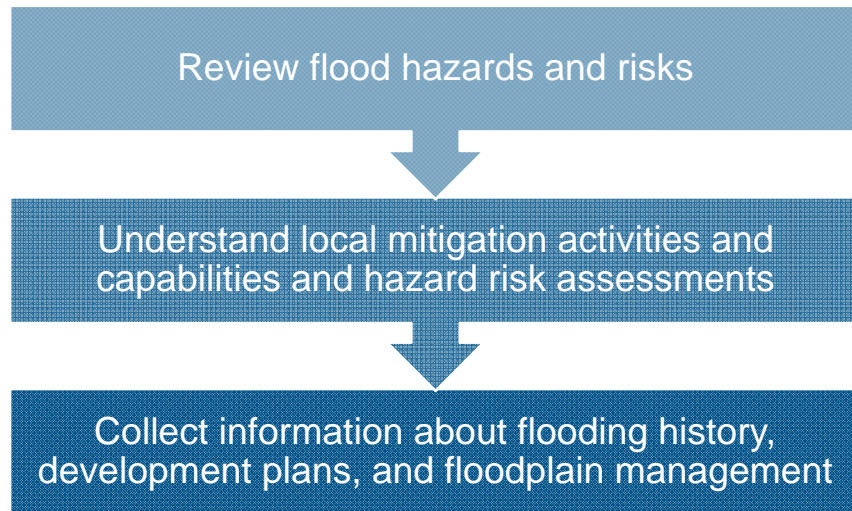 Review flood hazards and risks
Understand local mitigation activities and
capabilities and hazard risk assessments
Collect information about flooding history,
development plans, and floodplain management